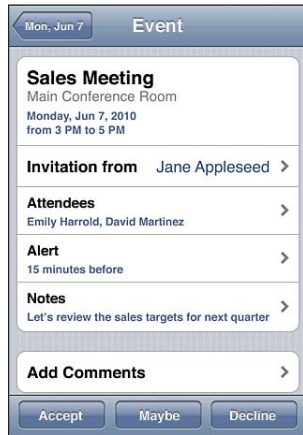 Mon, Jun 7
Event
Sales Meeting
Main Conference Room
Monday, Jun 7, 2010
from 3 PM to 5 PM
Invitation from Jane Appleseed
Attendees
Emily Harrold, David Martinez
Alert
15 minutes before
Notes
Let's review the sales targets for next quarter
Add Comments
Accept Maybe Decline